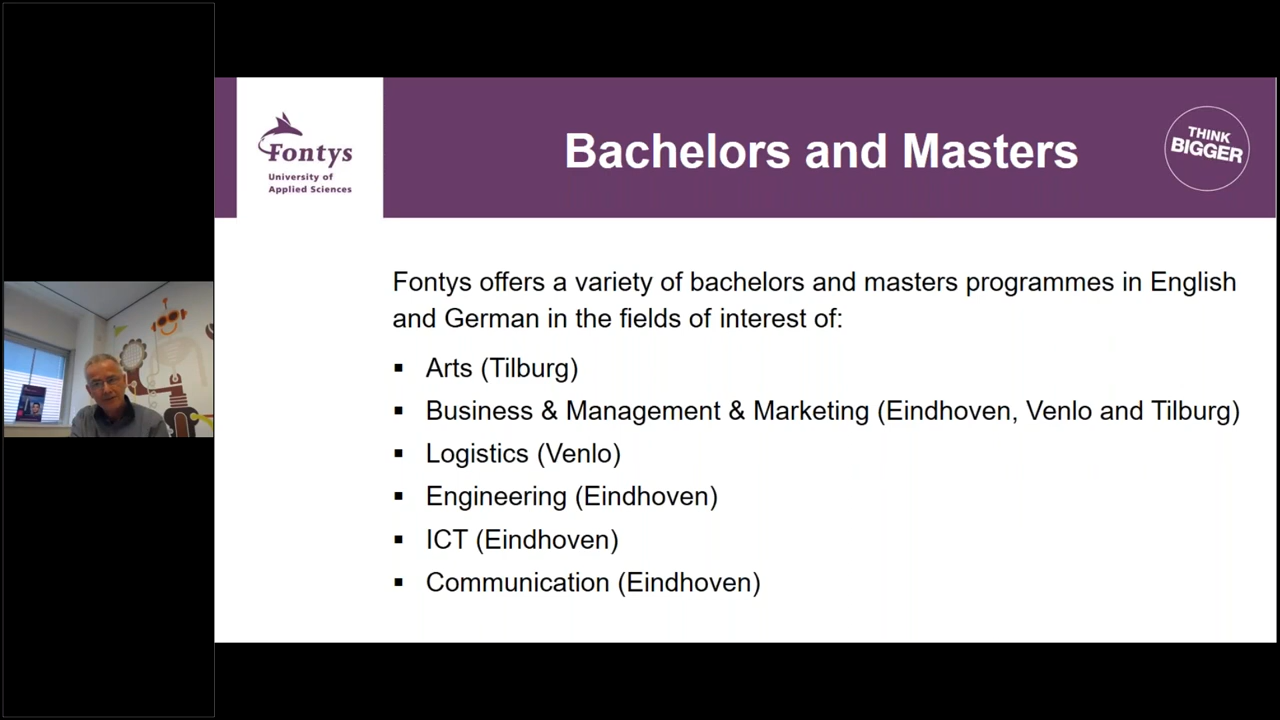 Fontys
University of
Applied Sciences
Bachelors and Masters
THINK
BIGGER
Fontys offers a variety of bachelors and masters programmes in English
and German in the fields of interest of:
▪ Arts (Tilburg)
▪ Business & Management & Marketing (Eindhoven, Venlo and Tilburg)
▪ Logistics (Venlo)
▪ Engineering (Eindhoven)
▪ ICT (Eindhoven)
▪ Communication (Eindhoven)